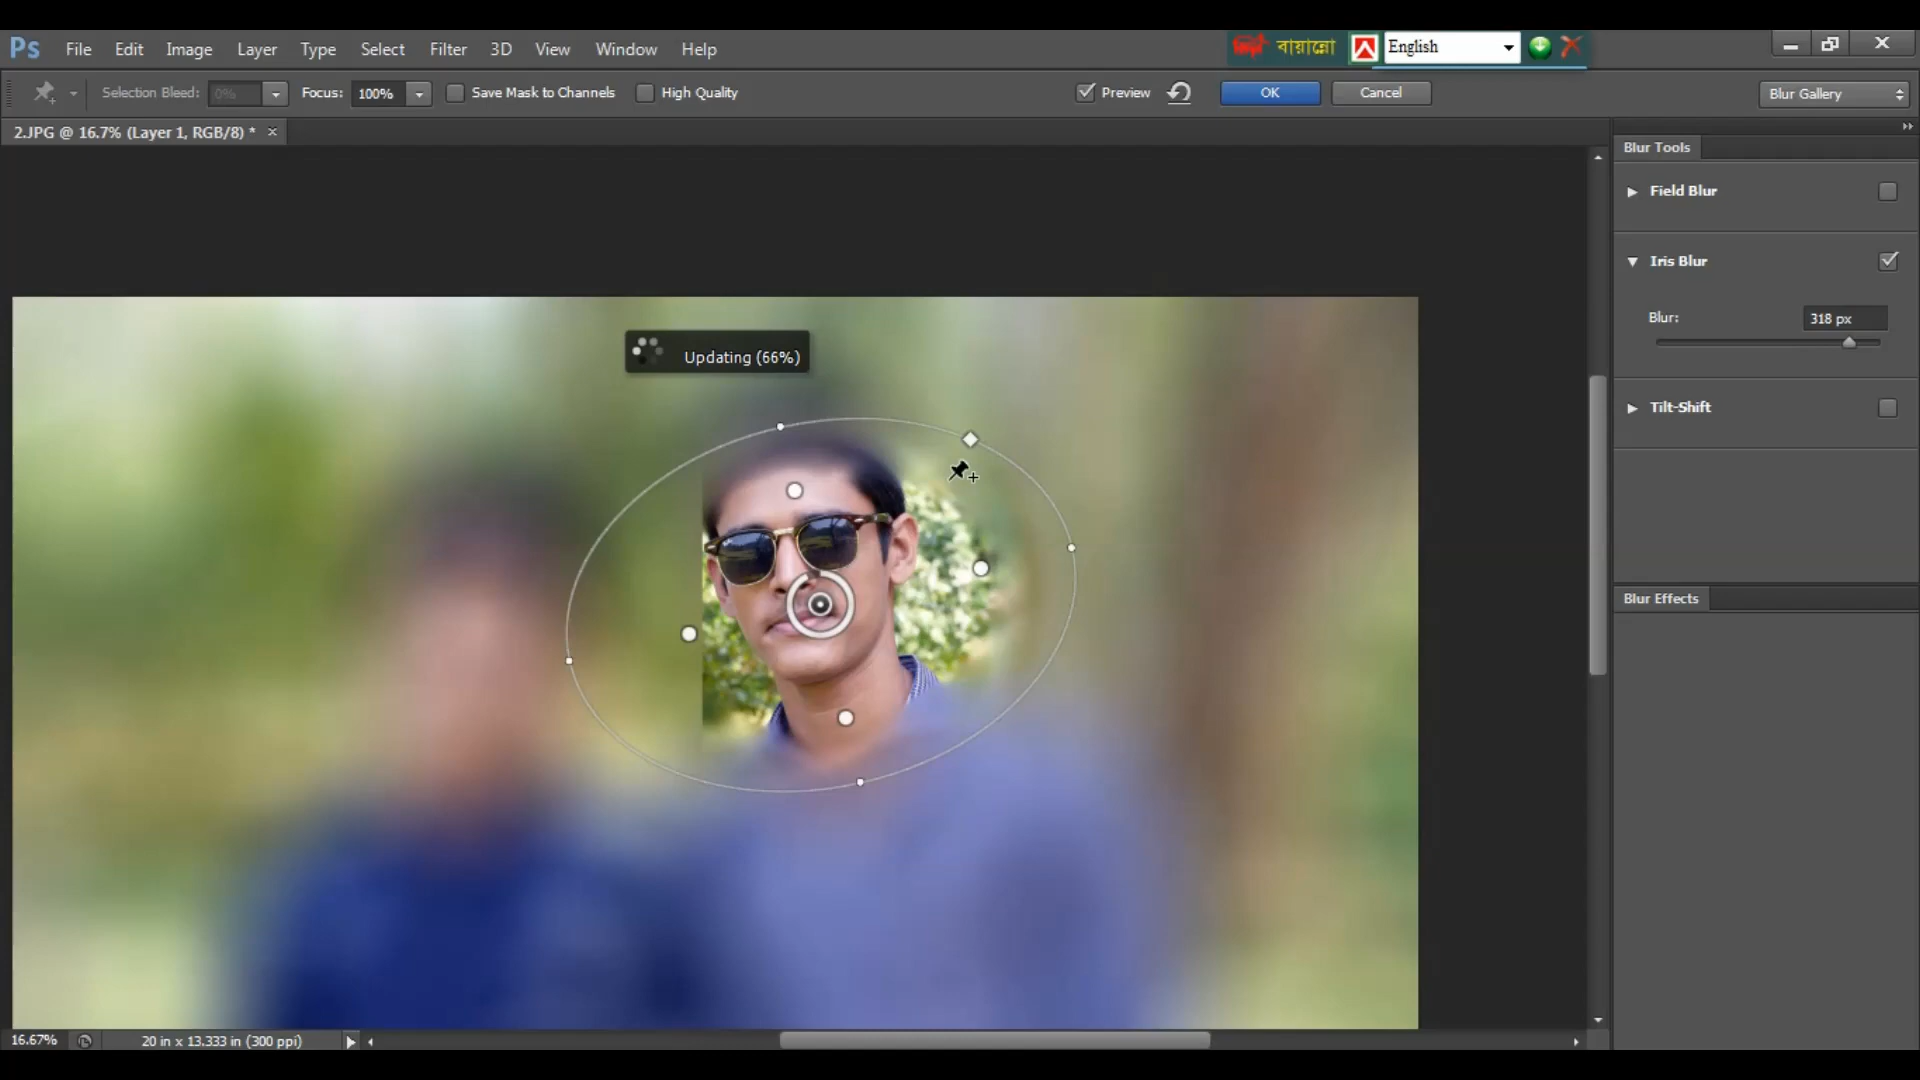 Ps File Edit Image Layer Type Select Filter 3D View Window Help
বায়ান্নো English
Selection Bleed: 0% Focus: 100% Save Mask to Channels High Quality Preview OK Cancel Blur Gallery
2.JPG @ 16.7% (Layer 1, RGB/8) *
Blur Tools
Field Blur
Iris Blur
Blur: 318 px
Updating (66%)
Tilt-Shift
Blur Effects
16.67% 20 in x 13.333 in (300 ppi)